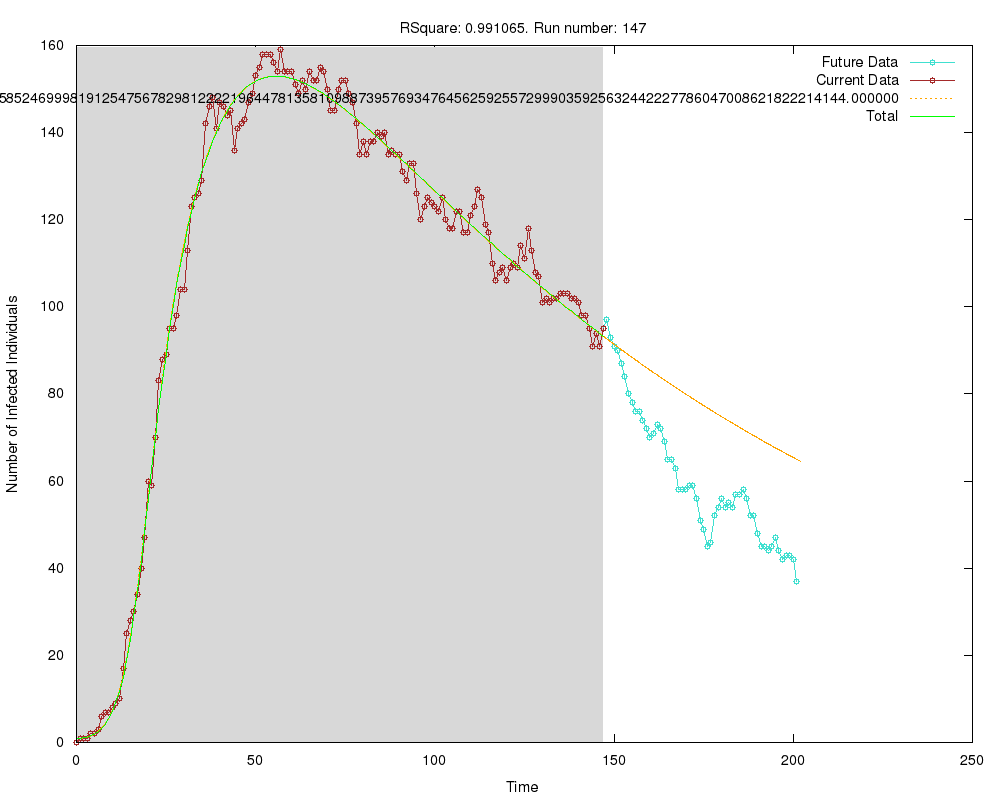 RSquare: 0.991065. Run number: 147
160
140
120
100
80
60
40
20
0
Number of Infected Individuals
Future Data
Current Data
Total
0 50 100 150 200 250
Time